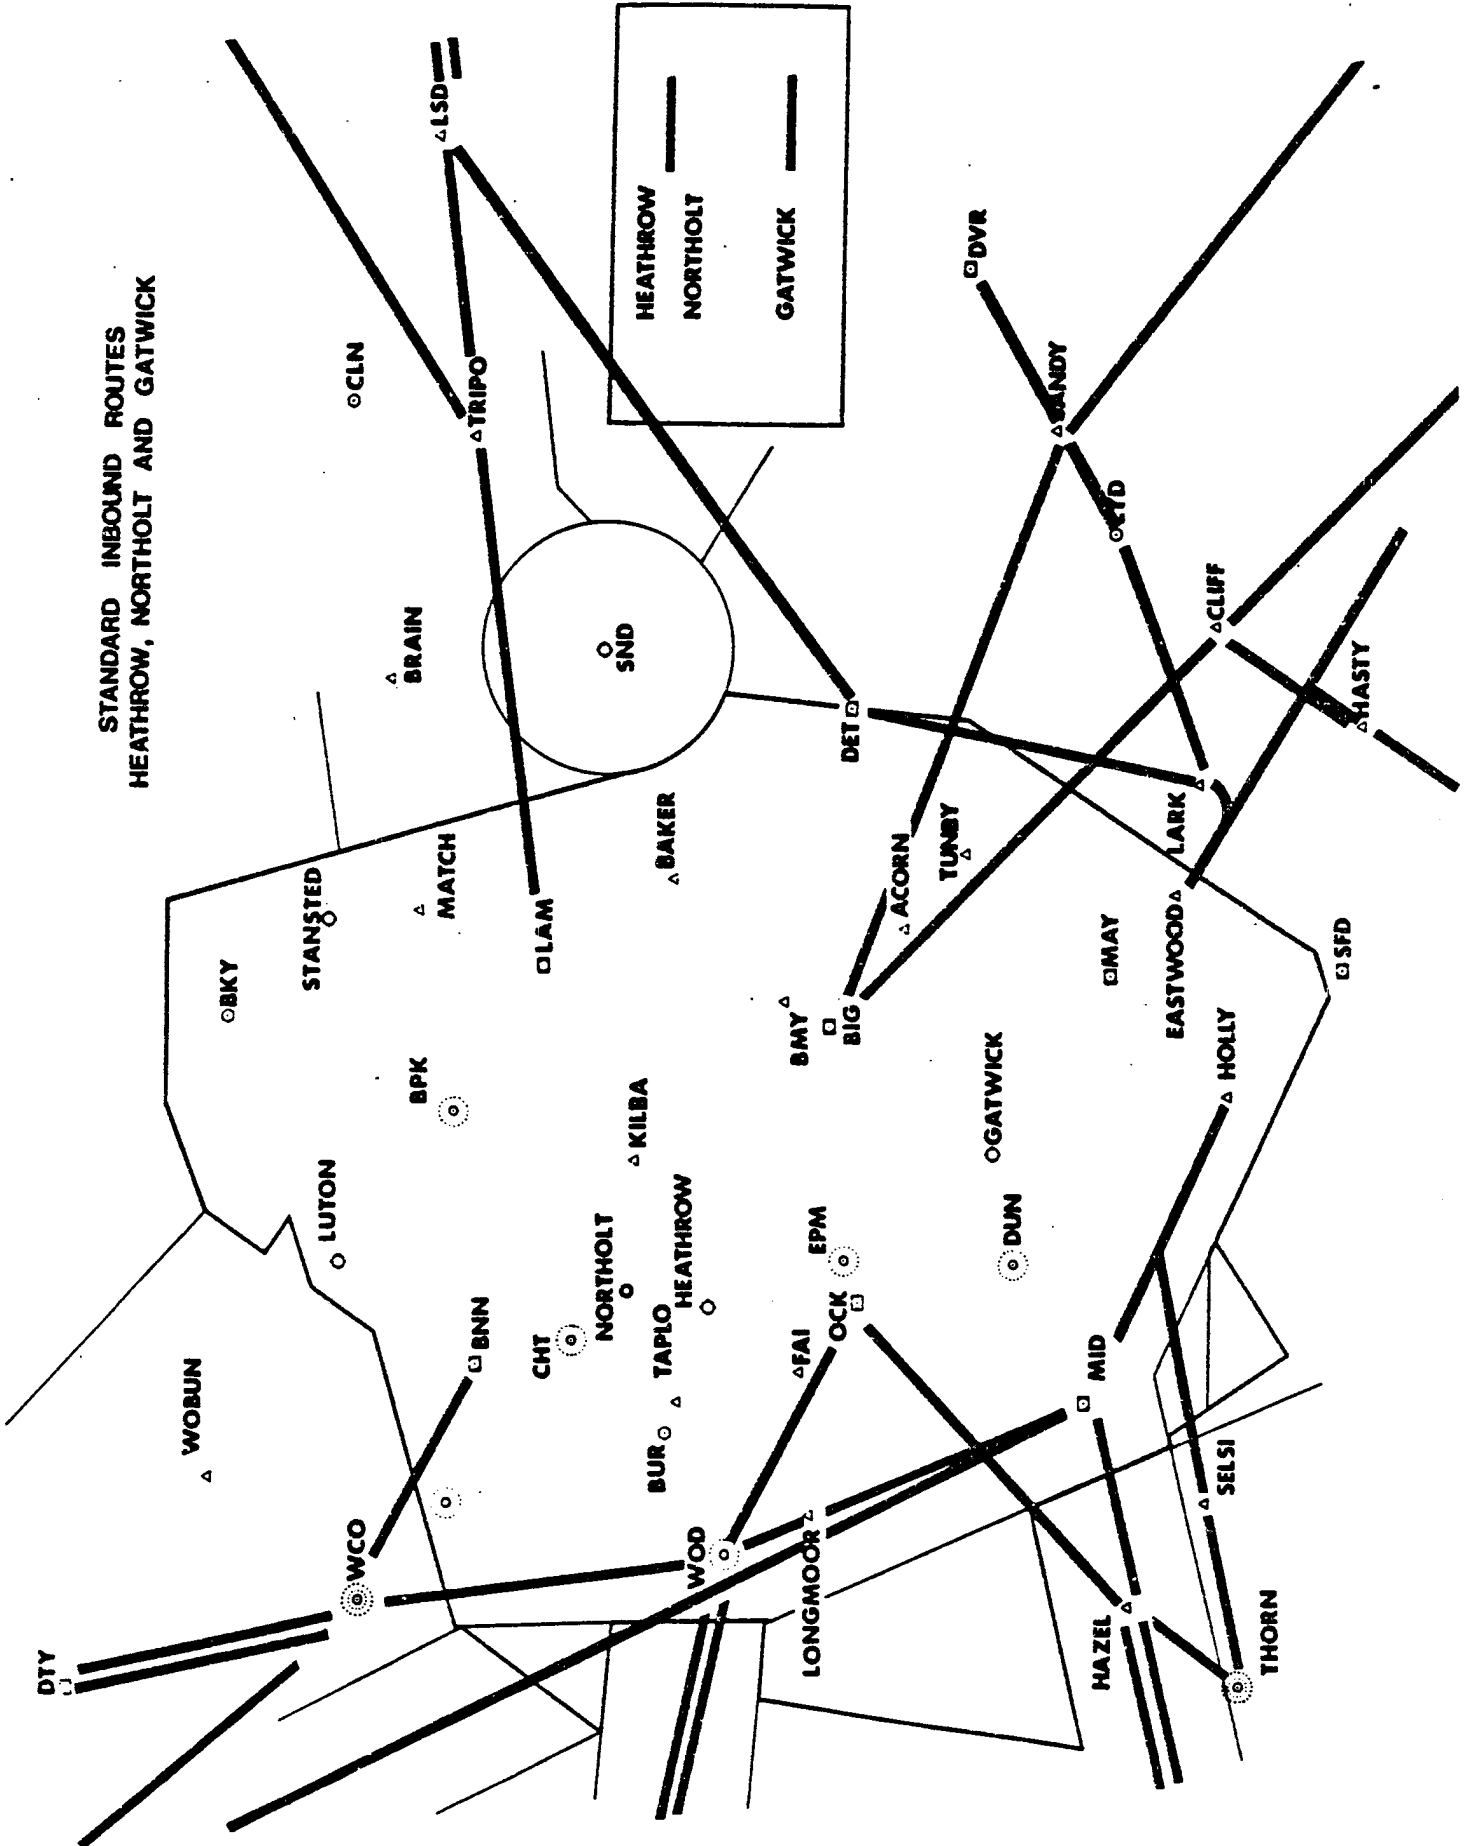 STANDARD INBOUND ROUTES
HEATHROW, NORTHOLT AND GATWICK
DTY
WOBUN
BKY
STANSTED
LUTON
WCO
CLN
BRAIN
BPK
MATCH
LSD
TRIPO
BNN
LAM
CHT
NORTHOLT
SND
KILBA
HEATHROW
NORTHOLT
GATWICK
BUR
TAPLO
HEATHROW
BAKER
WOD
FAI
LONGMOOR
EPM
OCK
BMY
BIG
DET
ACORN
TUNBY
DVR
GATWICK
DUN
SANDY
MID
MAY
LYD
HAZEL
EASTWOOD
LARK
CLIFF
SELSI
HOLLY
THORN
SFD
HASTY